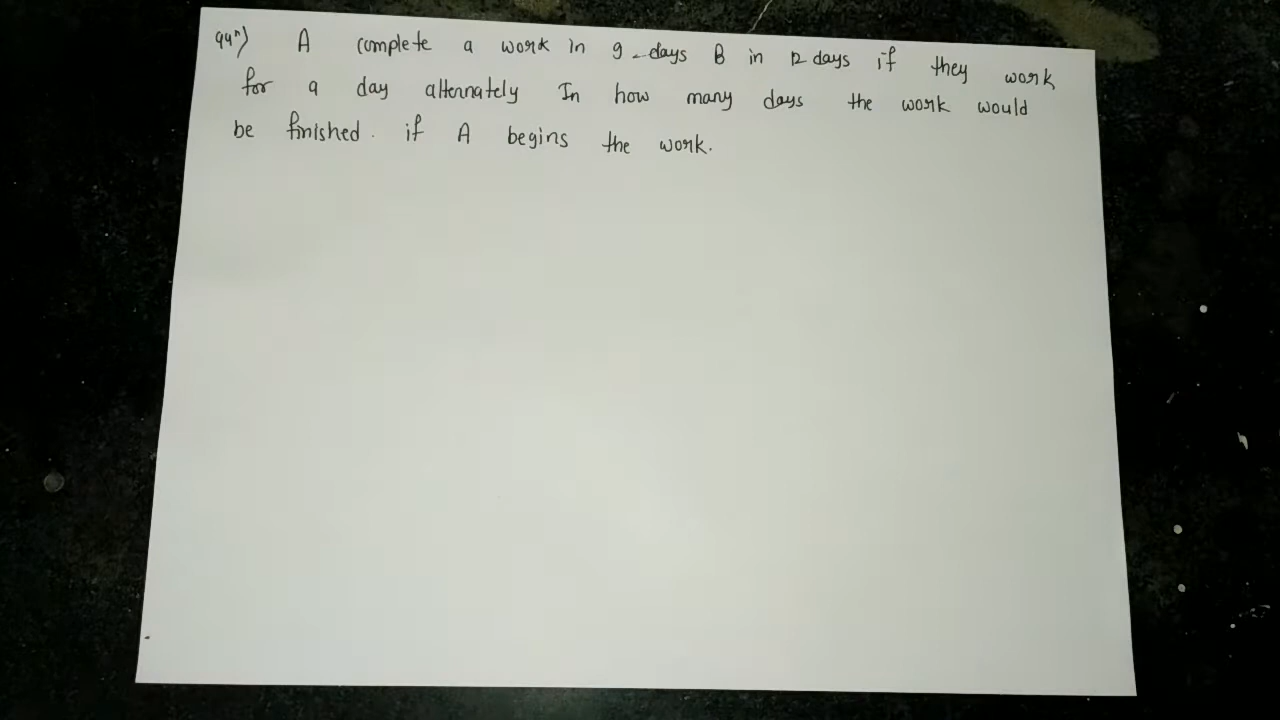 A complete a work in 9 days B in 12 days if they work
for a day alternately In how many days the work would
be finished. if A begins the work.